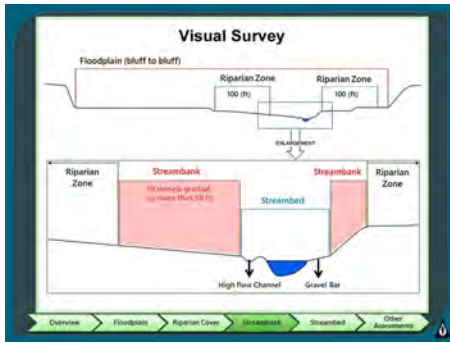 Visual Survey
Floodplain (bluff to bluff)
Riparian Zone
Riparian Zone
100 (ft)
100 (ft)
ENLARGEMENT
Riparian
Zone
Streambank
Streambank
Riparian
Zone
gradual
more than 50 ft
Streambed
High flow Channel
Gravel Bar
Overview
Floodplain
Riparian Cover
Streambank
Streambed
Other
Assessments